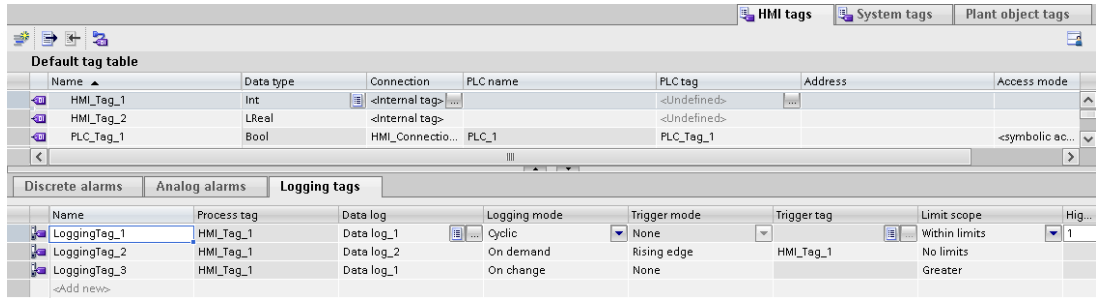 HMI tags System tags Plant object tags
Default tag table
Name Data type Connection PLC name PLC tag Address Access mode
HMI_Tag_1 Int <Internal tag> ... <Undefined> ...
HMI_Tag_2 LReal <Internal tag> <Undefined>
PLC_Tag_1 Bool HMI_Connectio... PLC_1 PLC_Tag_1 <symbolic ac...
Discrete alarms Analog alarms Logging tags
Name Process tag Data log Logging mode Trigger mode Trigger tag Limit scope Hig...
LoggingTag_1 HMI_Tag_1 Data log_1 ... Cyclic None ... Within limits 1
LoggingTag_2 HMI_Tag_1 Data log_2 On demand Rising edge HMI_Tag_1 No limits
LoggingTag_3 HMI_Tag_1 Data log_1 On change None Greater
<Add new>